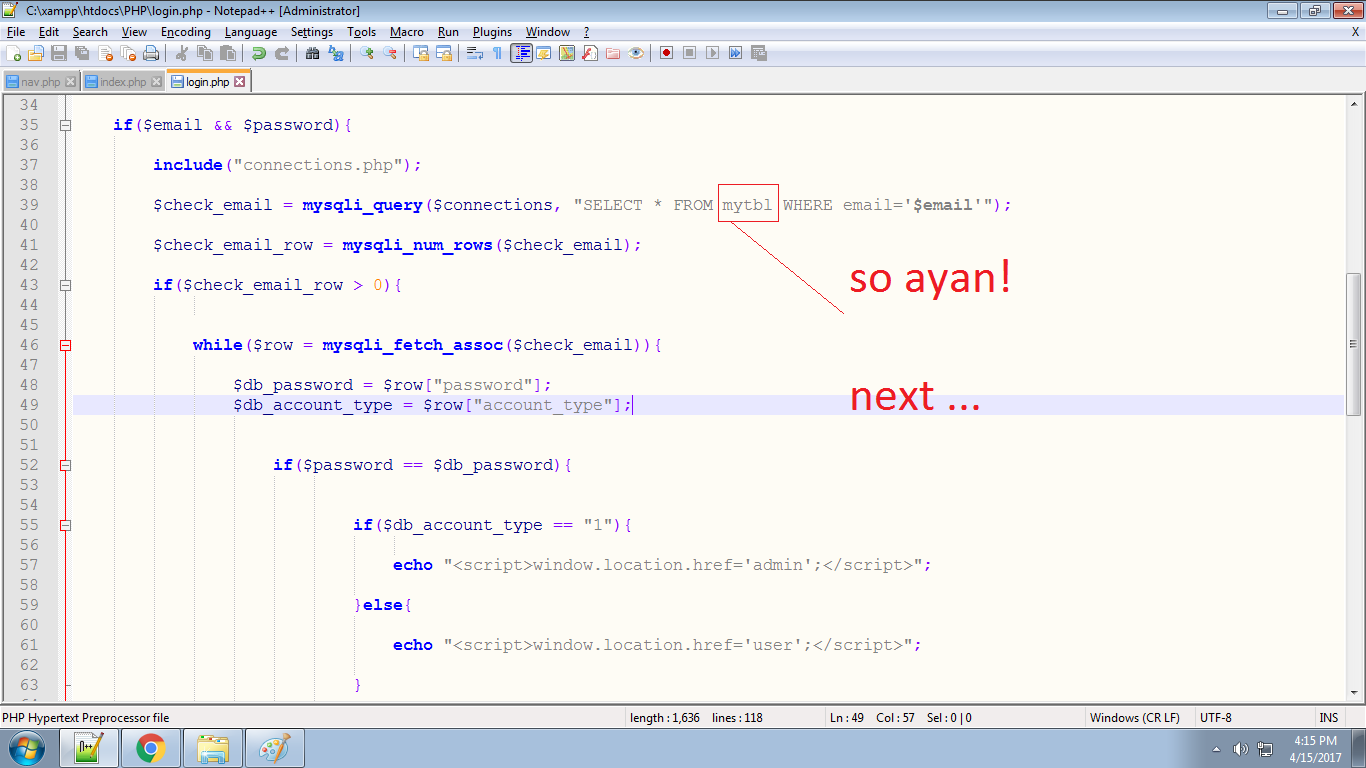 C:\xampp\htdocs\PHP\login.php - Notepad++ [Administrator]
File Edit Search View Encoding Language Settings Tools Macro Run Plugins Window ? X
nav.php index.php login.php
34
35 if($email && $password){
36
37 include("connections.php");
38
39 $check_email = mysqli_query($connections, "SELECT * FROM mytbl WHERE email='$email'");
40
41 $check_email_row = mysqli_num_rows($check_email);
42
so ayan!
43 if($check_email_row > 0){
44
45
46 while($row = mysqli_fetch_assoc($check_email)){
47
48 $db_password = $row["password"];
next ...
49 $db_account_type = $row["account_type"];
50
51
52 if($password == $db_password){
53
54
55 if($db_account_type == "1"){
56
57 echo "<script>window.location.href='admin';</script>";
58
59 }else{
60
61 echo "<script>window.location.href='user';</script>";
62
63 }
PHP Hypertext Preprocessor file length : 1,636 lines : 118 Ln : 49 Col : 57 Sel : 0 | 0 Windows (CR LF) UTF-8 INS
4:15 PM
4/15/2017